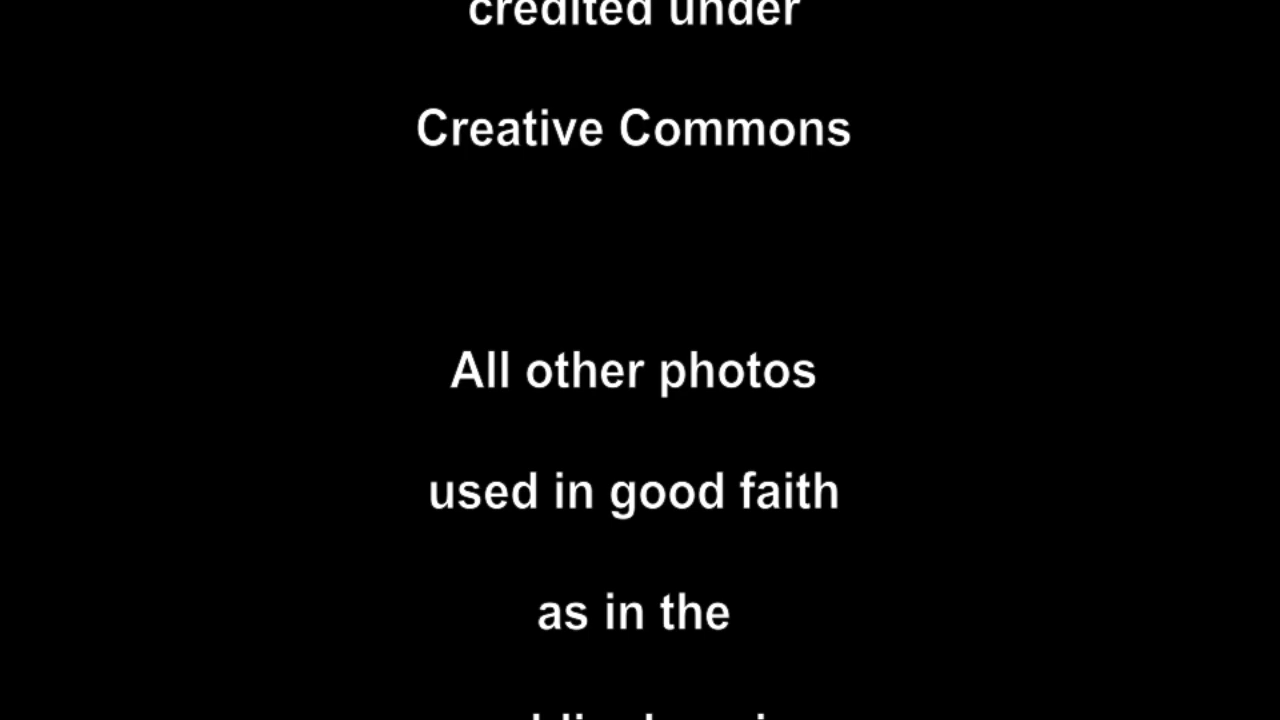 credited under
Creative Commons
All other photos
used in good faith
as in the